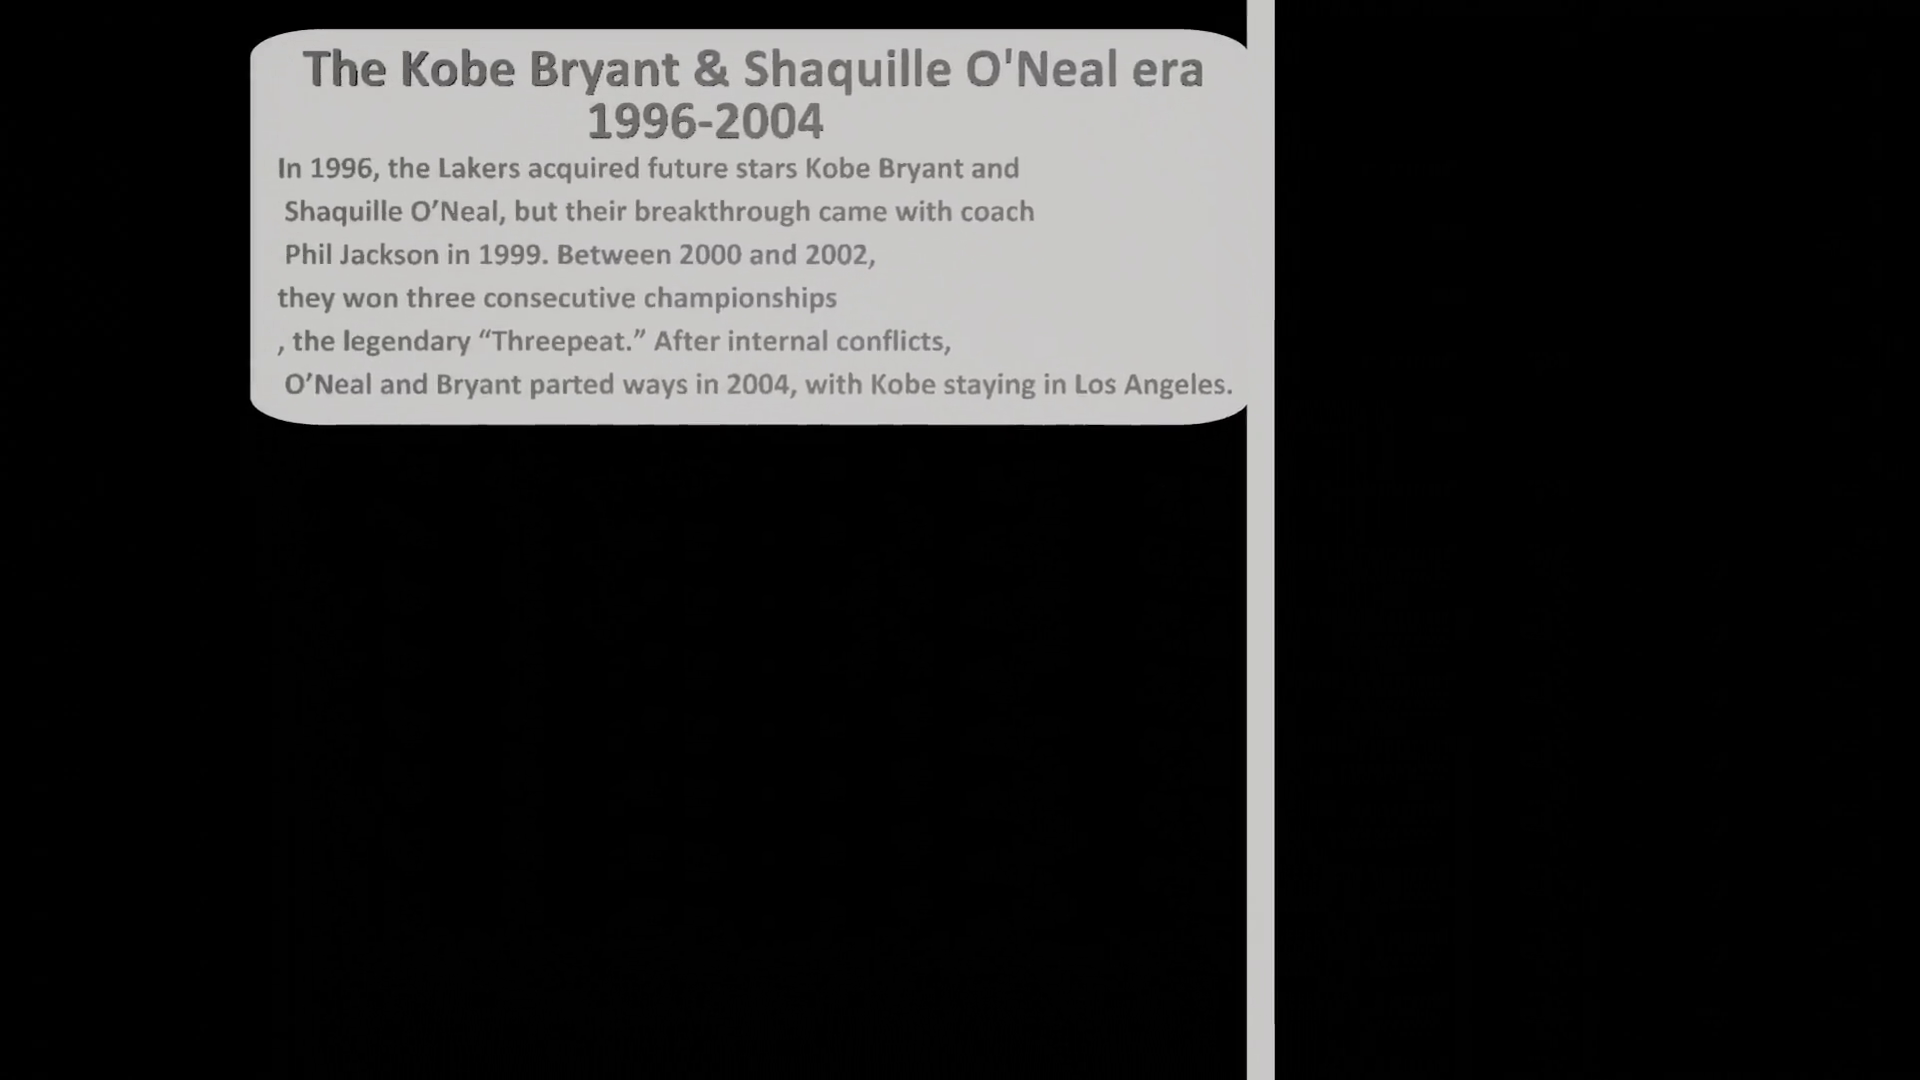 The Kobe Bryant & Shaquille O'Neal era
1996-2004
In 1996, the Lakers acquired future stars Kobe Bryant and
Shaquille O’Neal, but their breakthrough came with coach
Phil Jackson in 1999. Between 2000 and 2002,
they won three consecutive championships
, the legendary “Threepeat.” After internal conflicts,
O’Neal and Bryant parted ways in 2004, with Kobe staying in Los Angeles.